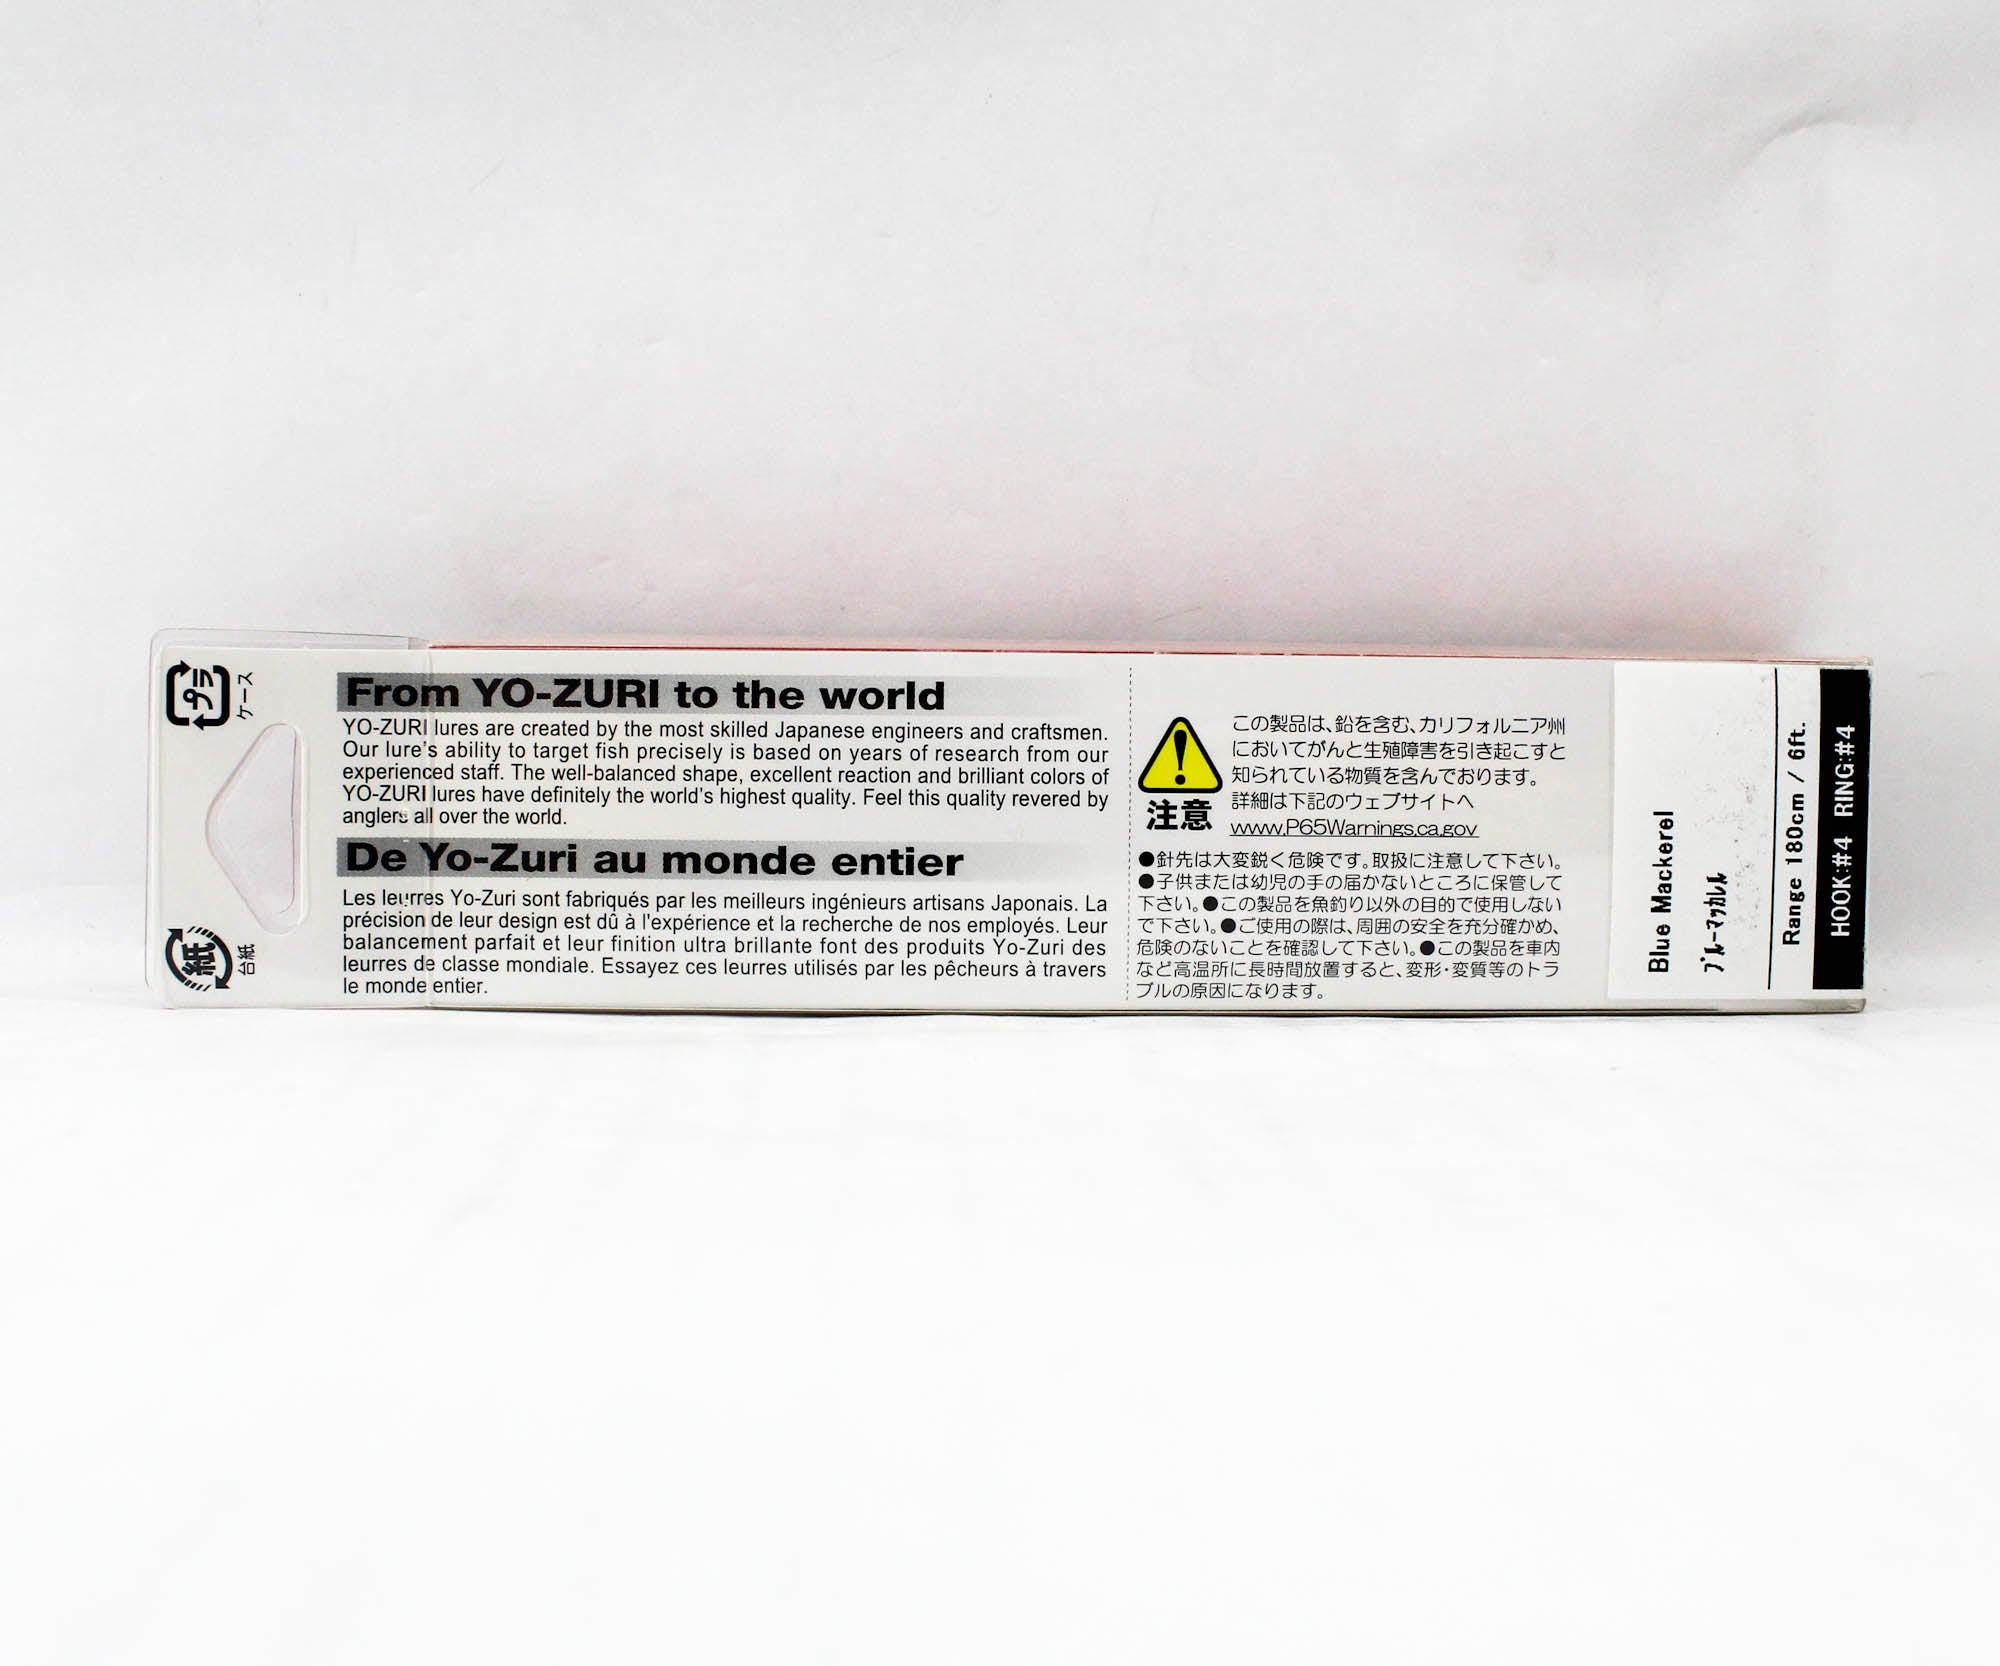 プラ
ケース
紙
台紙
From YO-ZURI to the world
YO-ZURI lures are created by the most skilled Japanese engineers and craftsmen.
Our lure's ability to target fish precisely is based on years of research from our
experienced staff. The well-balanced shape, excellent reaction and brilliant colors of
YO-ZURI lures have definitely the world's highest quality. Feel this quality revered by
anglers all over the world.
De Yo-Zuri au monde entier
Les leurres Yo-Zuri sont fabriqués par les meilleurs ingénieurs artisans Japonais. La
précision de leur design est dû à l'expérience et la recherche de nos employés. Leur
balancement parfait et leur finition ultra brillante font des produits Yo-Zuri des
leurres de classe mondiale. Essayez ces leurres utilisés par les pêcheurs à travers
le monde entier.
注意
この製品は、鉛を含む、カリフォルニア州
においてがんと生殖障害を引き起こすと
知られている物質を含んでおります。
詳細は下記のウェブサイトへ
www.P65Warnings.ca.gov
●針先は大変鋭く危険です。取扱に注意して下さい。
●子供または幼児の手の届かないところに保管して
下さい。●この製品を魚釣り以外の目的で使用しない
で下さい。●ご使用の際は、周囲の安全を充分確かめ、
危険のないことを確認して下さい。●この製品を車内
など高温所に長時間放置すると、変形・変質等のトラ
ブルの原因になります。
Blue Mackerel
ﾌﾞﾙｰﾏｯｶﾚﾙ
Range 180cm / 6ft.
HOOK:#4 RING:#4